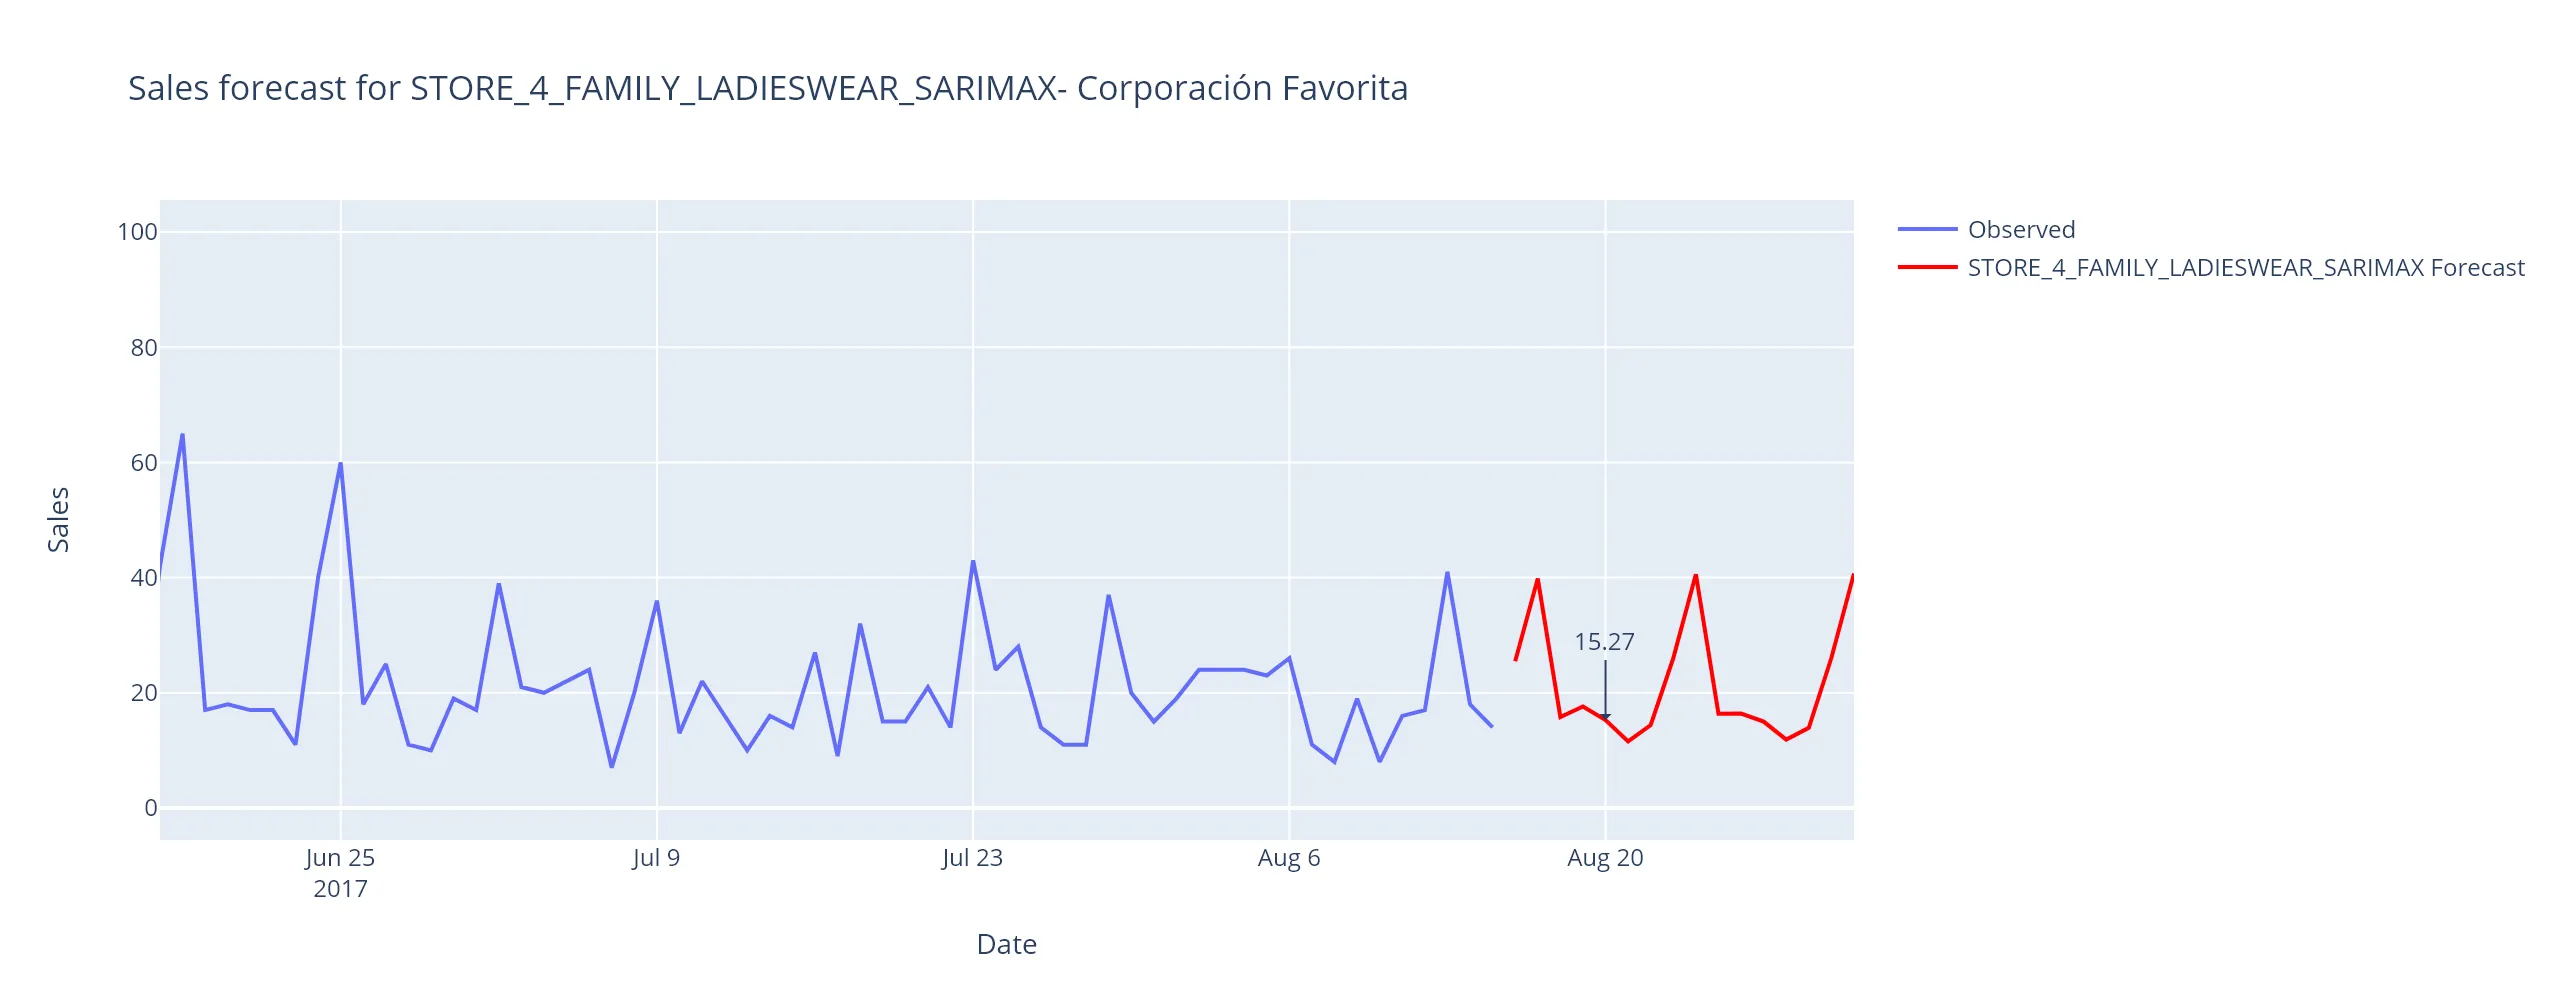 Sales forecast for STORE_4_FAMILY_LADIESWEAR_SARIMAX- Corporación Favorita
Observed
STORE_4_FAMILY_LADIESWEAR_SARIMAX Forecast
Sales
100
80
60
40
20
0
15.27
Jun 25
2017
Jul 9
Jul 23
Aug 6
Aug 20
Date